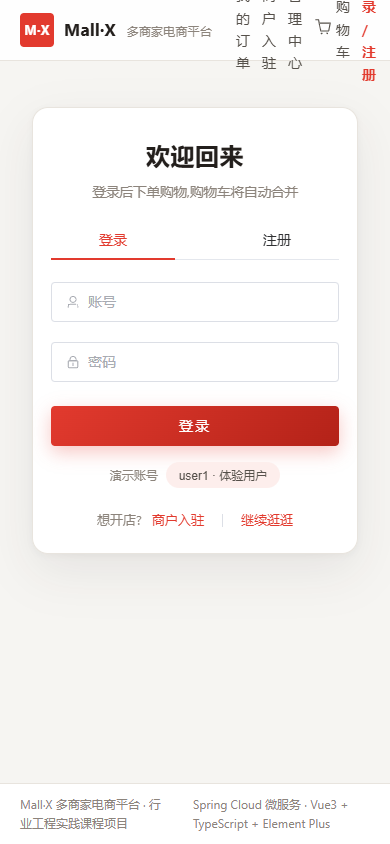 M·X Mall·X 多商家电商平台
我的订单
商户入驻
管理中心
购物车
登录/注册
欢迎回来
登录后下单购物,购物车将自动合并
登录 注册
账号
密码
登录
演示账号 user1 · 体验用户
想开店? 商户入驻 继续逛逛
Mall·X 多商家电商平台 · 行
业工程实践课程项目
Spring Cloud 微服务 · Vue3 +
TypeScript + Element Plus